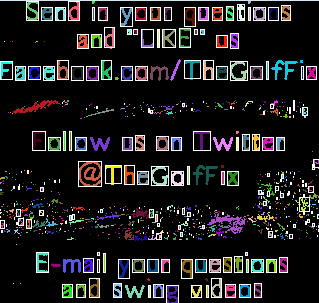 Send in your questions
and "LIKE" us
Facebook.com/TheGolfFix
Follow us on Twitter
@TheGolfFix
E-mail your questions
and swing videos